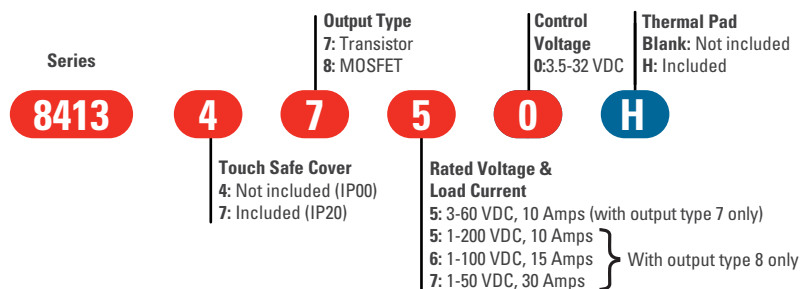 Series
8413
4
7
5
0
H
Output Type
7: Transistor
8: MOSFET
Control
Voltage
0:3.5-32 VDC
Thermal Pad
Blank: Not included
H: Included
Touch Safe Cover
4: Not included (IP00)
7: Included (IP20)
Rated Voltage &
Load Current
5: 3-60 VDC, 10 Amps (with output type 7 only)
5: 1-200 VDC, 10 Amps
6: 1-100 VDC, 15 Amps
7: 1-50 VDC, 30 Amps
With output type 8 only